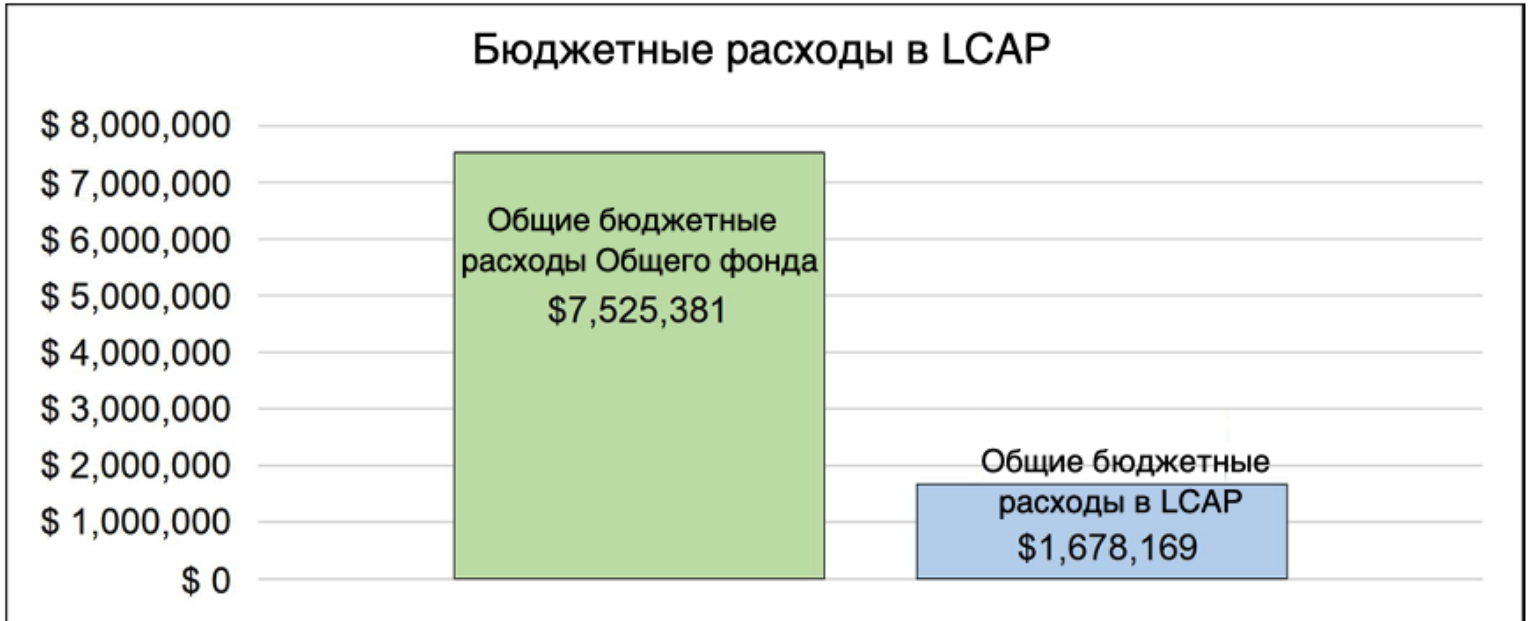 Бюджетные расходы в LCAP
$ 8,000,000
$ 7,000,000
$ 6,000,000
$ 5,000,000
$ 4,000,000
$ 3,000,000
$ 2,000,000
$ 1,000,000
$ 0
Общие бюджетные
расходы Общего фонда
$7,525,381
Общие бюджетные
расходы в LCAP
$1,678,169